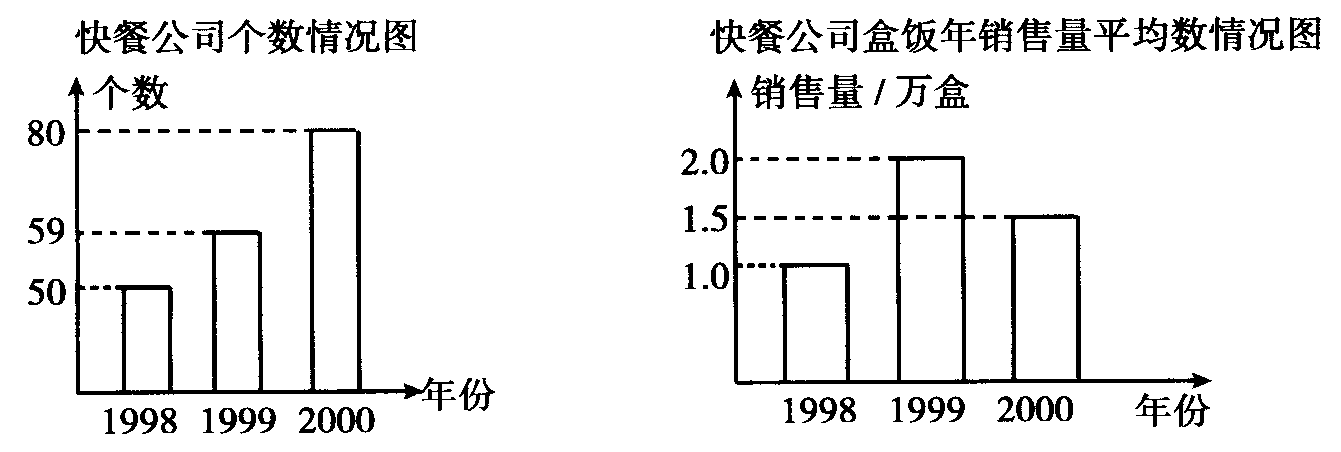 快餐公司个数情况图
个数
80
59
50
1998 1999 2000 年份
快餐公司盒饭年销售量平均数情况图
销售量 / 万盒
2.0
1.5
1.0
1998 1999 2000 年份